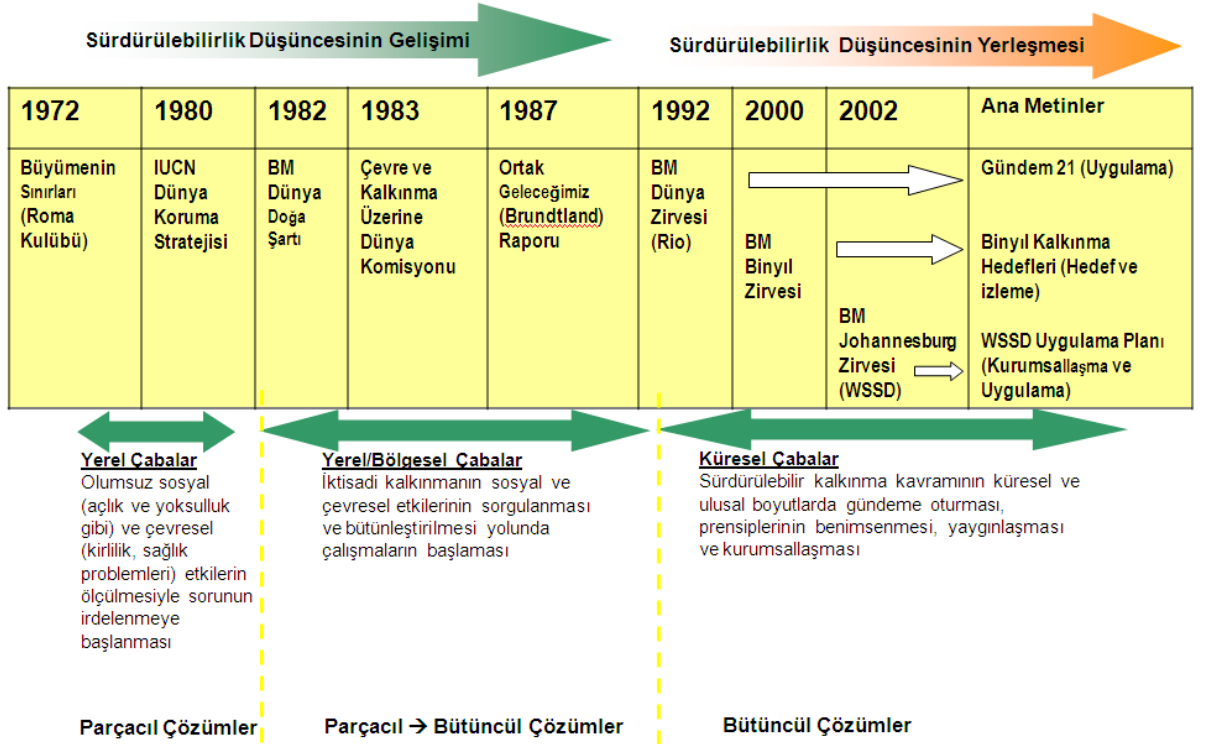 Sürdürülebilirlik Düşüncesinin Gelişimi
Sürdürülebilirlik Düşüncesinin Yerleşmesi
1972
1980
1982
1983
1987
1992
2000
2002
Ana Metinler
Büyümenin
Sınırları
(Roma
Kulübü)
IUCN
Dünya
Koruma
Stratejisi
BM
Dünya
Doğa
Şartı
Çevre ve
Kalkınma
Üzerine
Dünya
Komisyonu
Ortak
Geleceğimiz
(Brundtland)
Raporu
BM
Dünya
Zirvesi
(Rio)
BM
Binyıl
Zirvesi
BM
Johannesburg
Zirvesi
(WSSD)
Gündem 21 (Uygulama)
Binyıl Kalkınma
Hedefleri (Hedef ve
izleme)
WSSD Uygulama Planı
(Kurumsallaşma ve
Uygulama)
Yerel Çabalar
Olumsuz sosyal
(açlık ve yoksulluk
gibi) ve çevresel
(kirlilik, sağlık
problemleri) etkilerin
ölçülmesiyle sorunun
irdelenmeye
başlanması
Yerel/Bölgesel Çabalar
İktisadi kalkınmanın sosyal ve
çevresel etkilerinin sorgulanması
ve bütünleştirilmesi yolunda
çalışmaların başlaması
Küresel Çabalar
Sürdürülebilir kalkınma kavramının küresel ve
ulusal boyutlarda gündeme oturması,
prensiplerinin benimsenmesi, yaygınlaşması
ve kurumsallaşması
Parçacıl Çözümler
Parçacıl → Bütüncül Çözümler
Bütüncül Çözümler